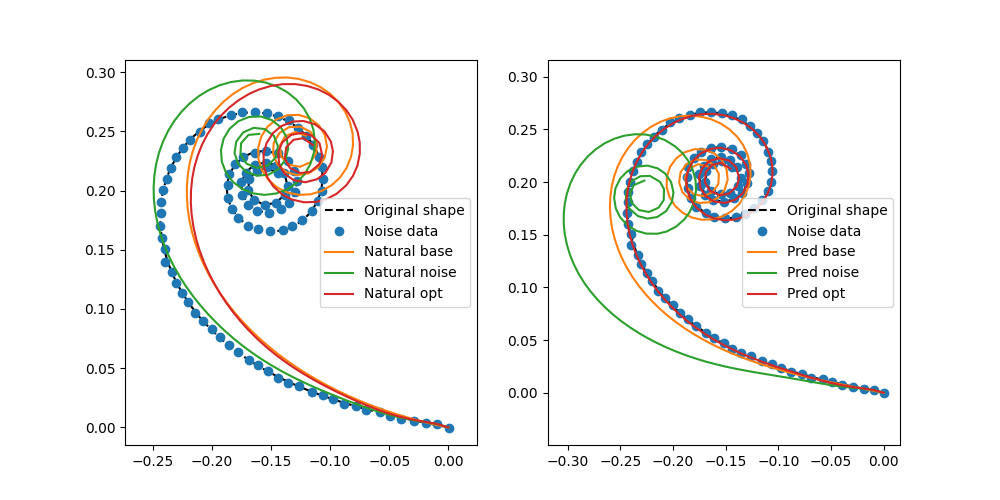 0.30
0.25
0.20
0.15
0.10
0.05
0.00
−0.25
−0.20
−0.15
−0.10
−0.05
0.00
Original shape
Noise data
Natural base
Natural noise
Natural opt
0.30
0.25
0.20
0.15
0.10
0.05
0.00
−0.30
−0.25
−0.20
−0.15
−0.10
−0.05
0.00
Original shape
Noise data
Pred base
Pred noise
Pred opt